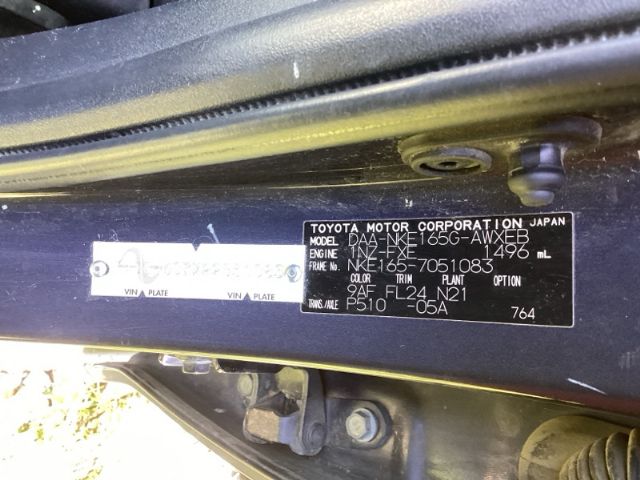 TOYOTA MOTOR CORPORATION JAPAN
MODEL DAA-NKE165G-AWXEB
ENGINE 1NZ-FXE 1496 mL
FRAME No. NKE165-7051083
COLOR TRIM PLANT OPTION
9AF FL24 N21
TRANS./AXLE P510 -05A 764
VIN PLATE VIN PLATE